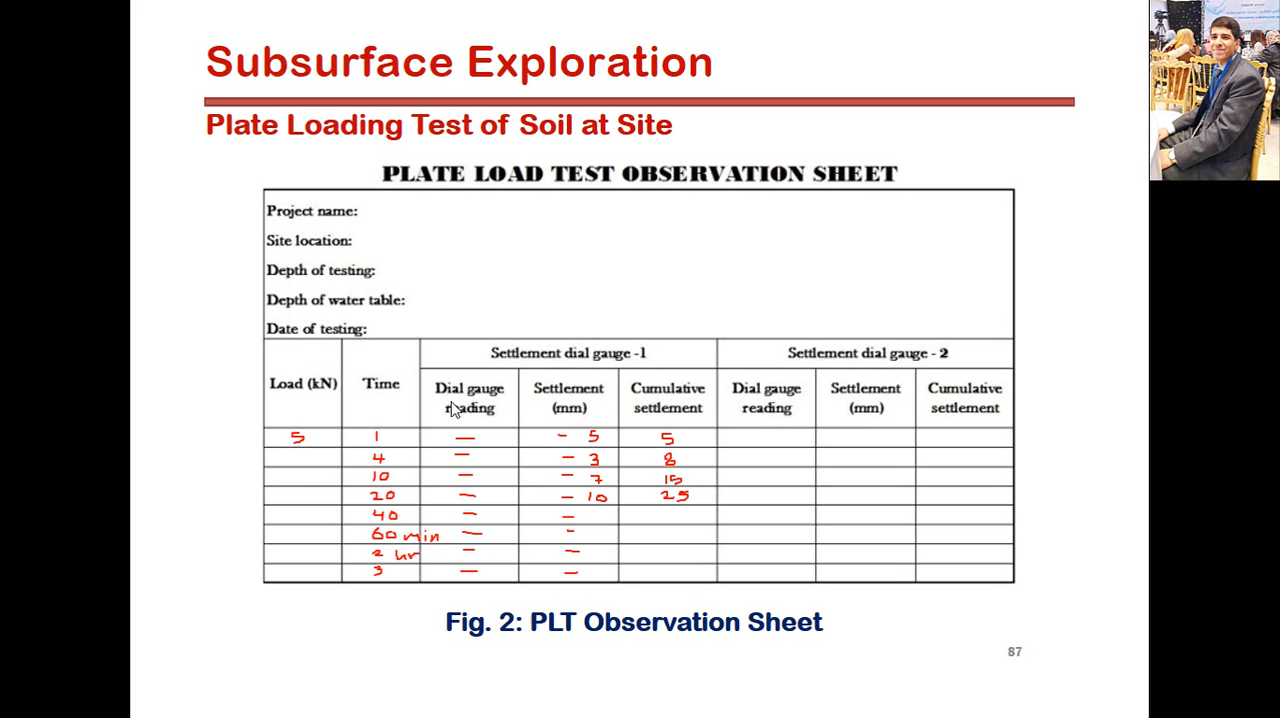 Subsurface Exploration
Plate Loading Test of Soil at Site
PLATE LOAD TEST OBSERVATION SHEET
Project name:
Site location:
Depth of testing:
Depth of water table:
Date of testing:
Load (kN) Time Settlement dial gauge -1 Settlement dial gauge - 2
Dial gauge reading Settlement (mm) Cumulative settlement Dial gauge reading Settlement (mm) Cumulative settlement
5 1 — - 5 5
4 — - 3 8
10 — - 7 15
20 — - 10 25
40 — -
60 min — -
2 hr — -
3 — -
Fig. 2: PLT Observation Sheet
87